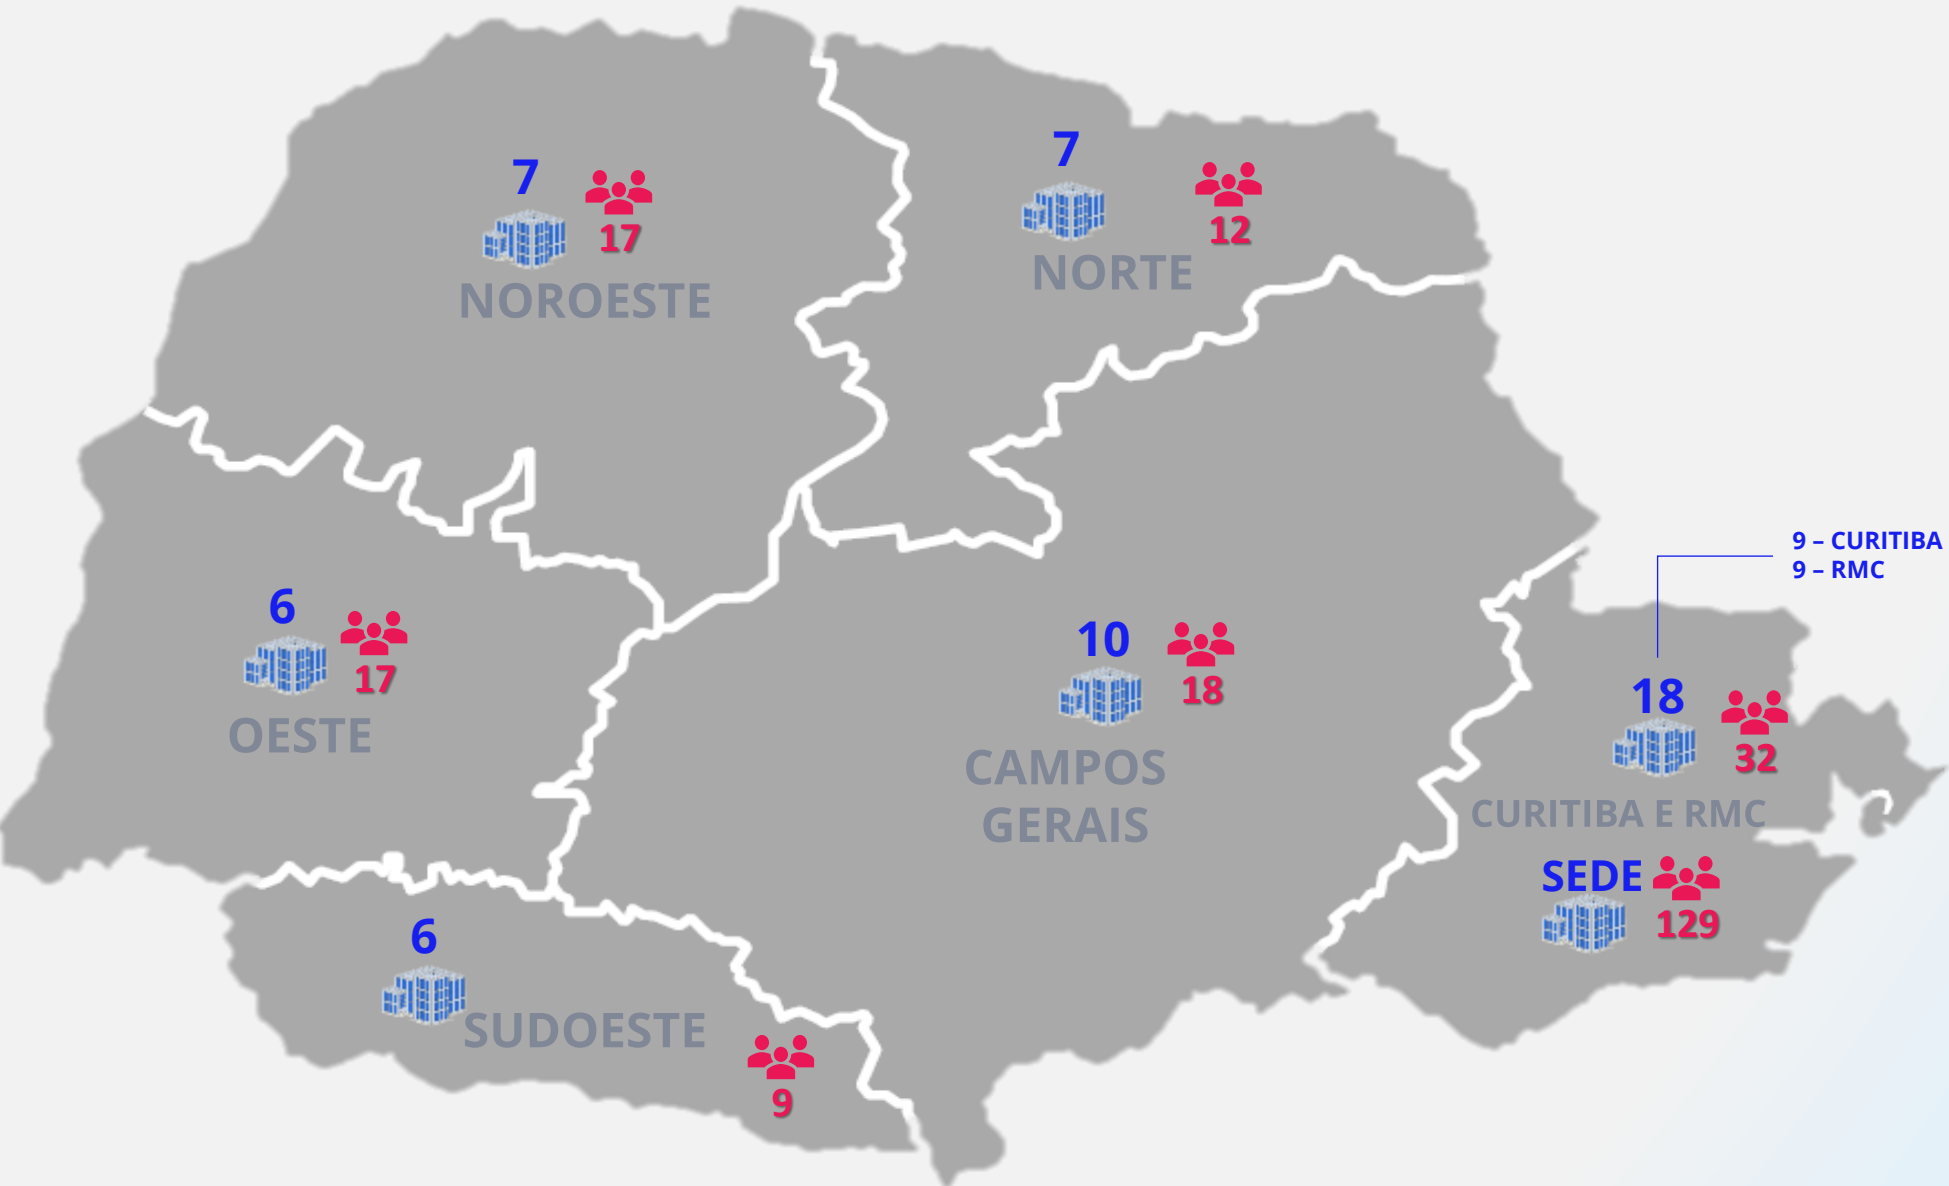 7
17
NOROESTE
7
12
NORTE
6
17
OESTE
10
18
CAMPOS
GERAIS
9 – CURITIBA
9 – RMC
18
32
CURITIBA E RMC
SEDE
129
6
SUDOESTE
9